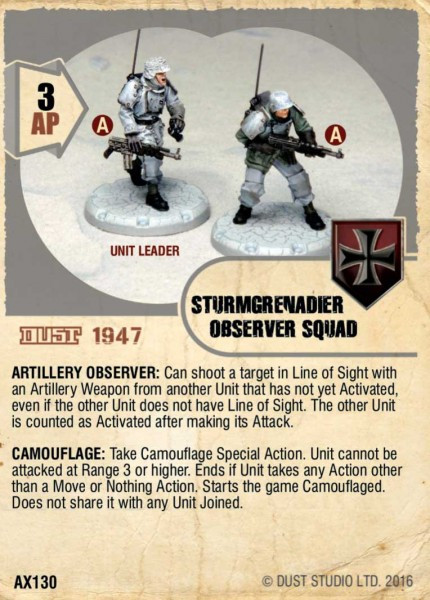 3
AP
A
A
UNIT LEADER
STURMGRENADIER
OBSERVER SQUAD
DUST 1947
ARTILLERY OBSERVER: Can shoot a target in Line of Sight with
an Artillery Weapon from another Unit that has not yet Activated,
even if the other Unit does not have Line of Sight. The other Unit
is counted as Activated after making its Attack.
CAMOUFLAGE: Take Camouflage Special Action. Unit cannot be
attacked at Range 3 or higher. Ends if Unit takes any Action other
than a Move or Nothing Action. Starts the game Camouflaged.
Does not share it with any Unit Joined.
AX130
© DUST STUDIO LTD. 2016